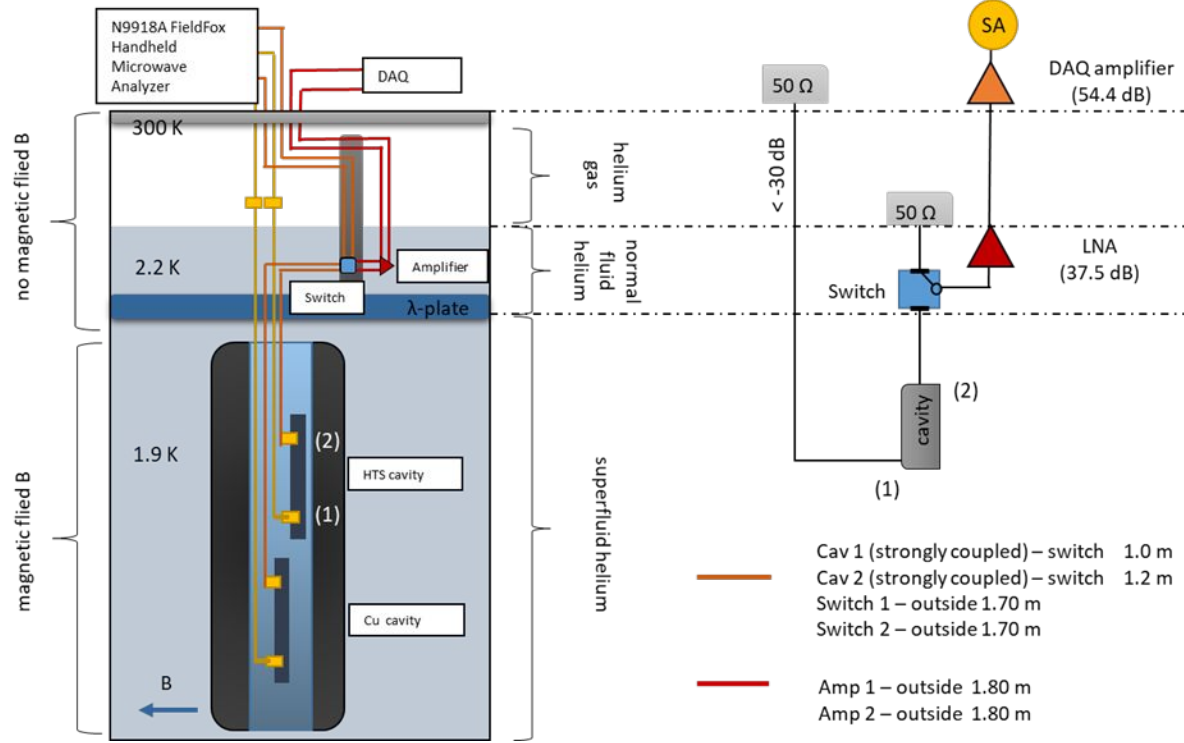 N9918A FieldFox
Handheld
Microwave
Analyzer
DAQ
300 K
no magnetic flied B
helium
gas
2.2 K
Amplifier
Switch
λ-plate
normal
fluid
helium
magnetic flied B
1.9 K
(2)
HTS cavity
(1)
Cu cavity
B
superfluid helium
SA
50 Ω
DAQ amplifier
(54.4 dB)
< -30 dB
50 Ω
LNA
(37.5 dB)
Switch
cavity
(2)
(1)
Cav 1 (strongly coupled) – switch 1.0 m
Cav 2 (strongly coupled) – switch 1.2 m
Switch 1 – outside 1.70 m
Switch 2 – outside 1.70 m
Amp 1 – outside 1.80 m
Amp 2 – outside 1.80 m